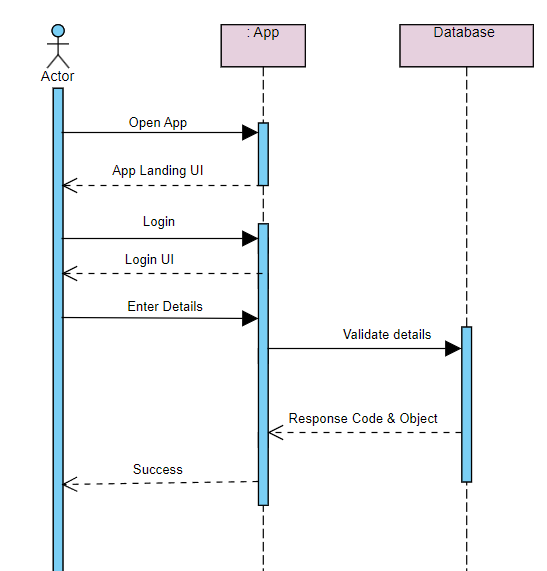 : App
Database
Actor
Open App
App Landing UI
Login
Login UI
Enter Details
Validate details
Response Code & Object
Success